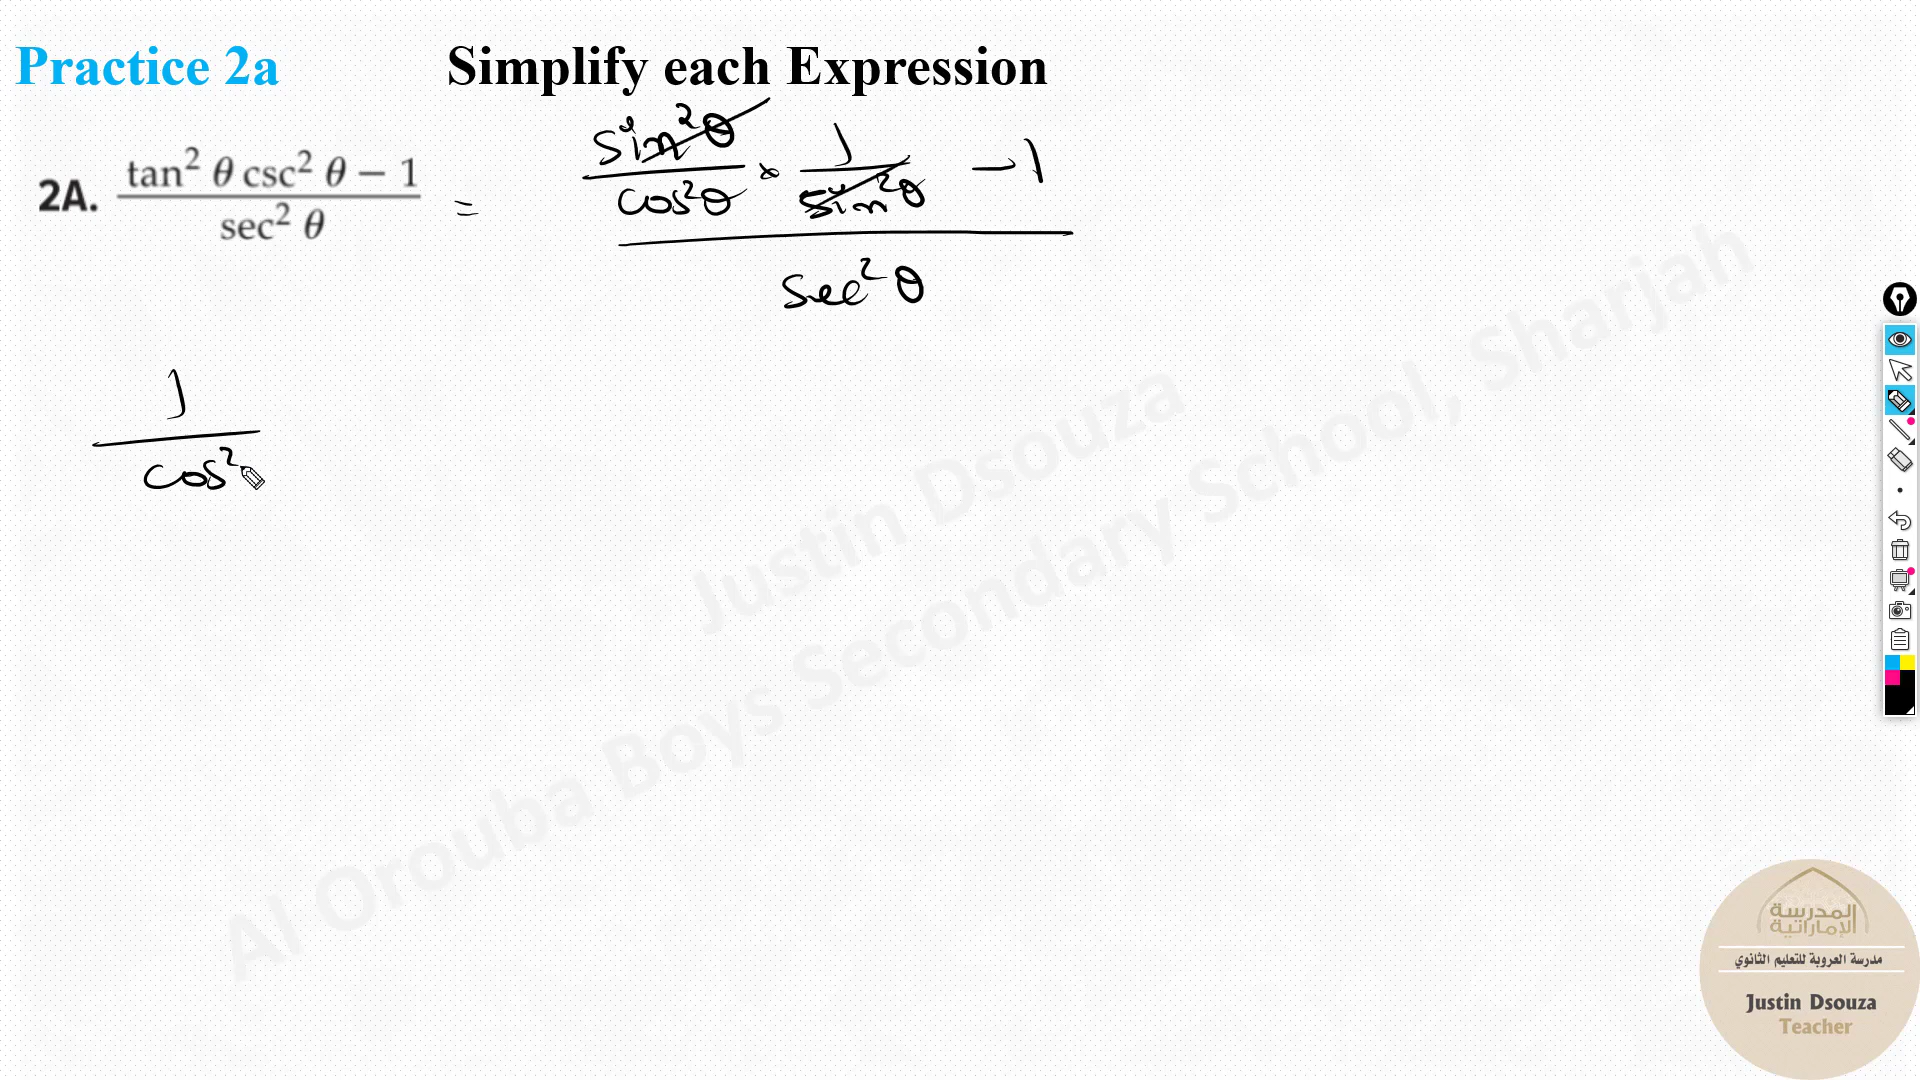 Practice 2a Simplify each Expression
2A. tan² θ csc² θ − 1 / sec² θ = sin²θ / cos²θ × 1 / sin²θ − 1 / sec²θ
1 / cos²
Justin Dsouza
Al Orouba Boys Secondary School, Sharjah
المدرسة
الإماراتية
مدرسة العروبة للتعليم الثانوي
Justin Dsouza
Teacher